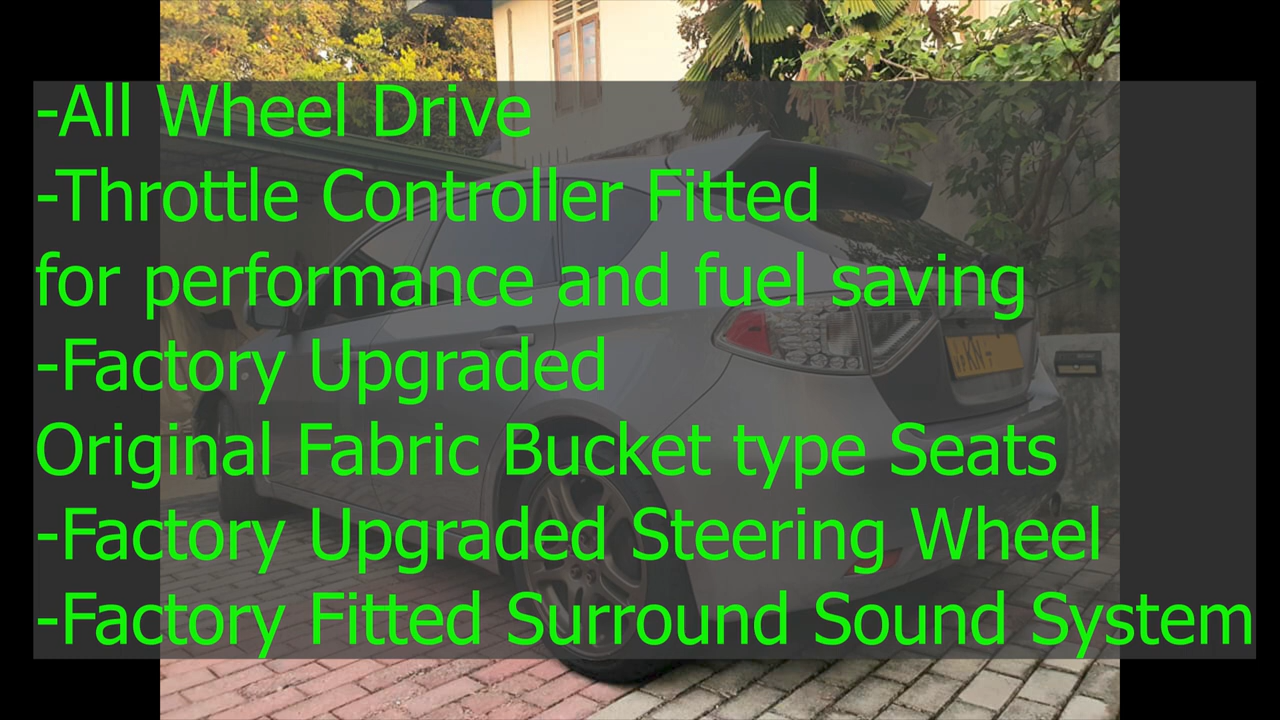 -All Wheel Drive
-Throttle Controller Fitted
for performance and fuel saving
-Factory Upgraded
Original Fabric Bucket type Seats
-Factory Upgraded Steering Wheel
-Factory Fitted Surround Sound System
KN